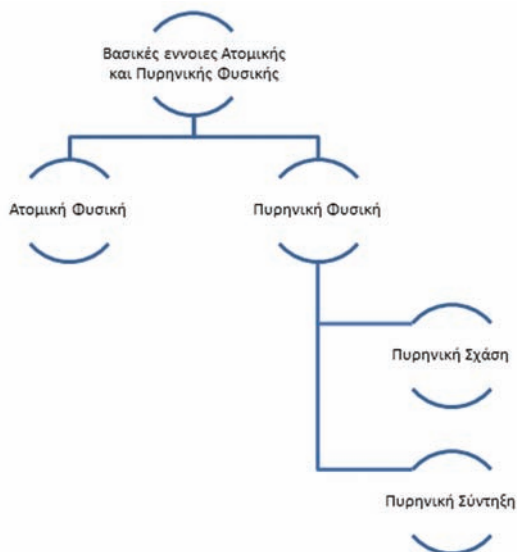 Βασικές εννοιες Ατομικής
και Πυρηνικής Φυσικής
Ατομική Φυσική
Πυρηνική Φυσική
Πυρηνική Σχάση
Πυρηνική Σύντηξη